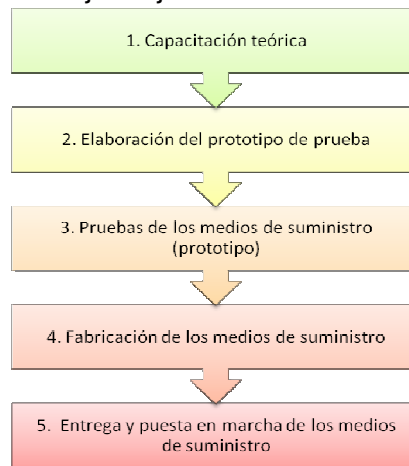 1. Capacitación teórica
2. Elaboración del prototipo de prueba
3. Pruebas de los medios de suministro
(prototipo)
4. Fabricación de los medios de suministro
5. Entrega y puesta en marcha de los medios
de suministro